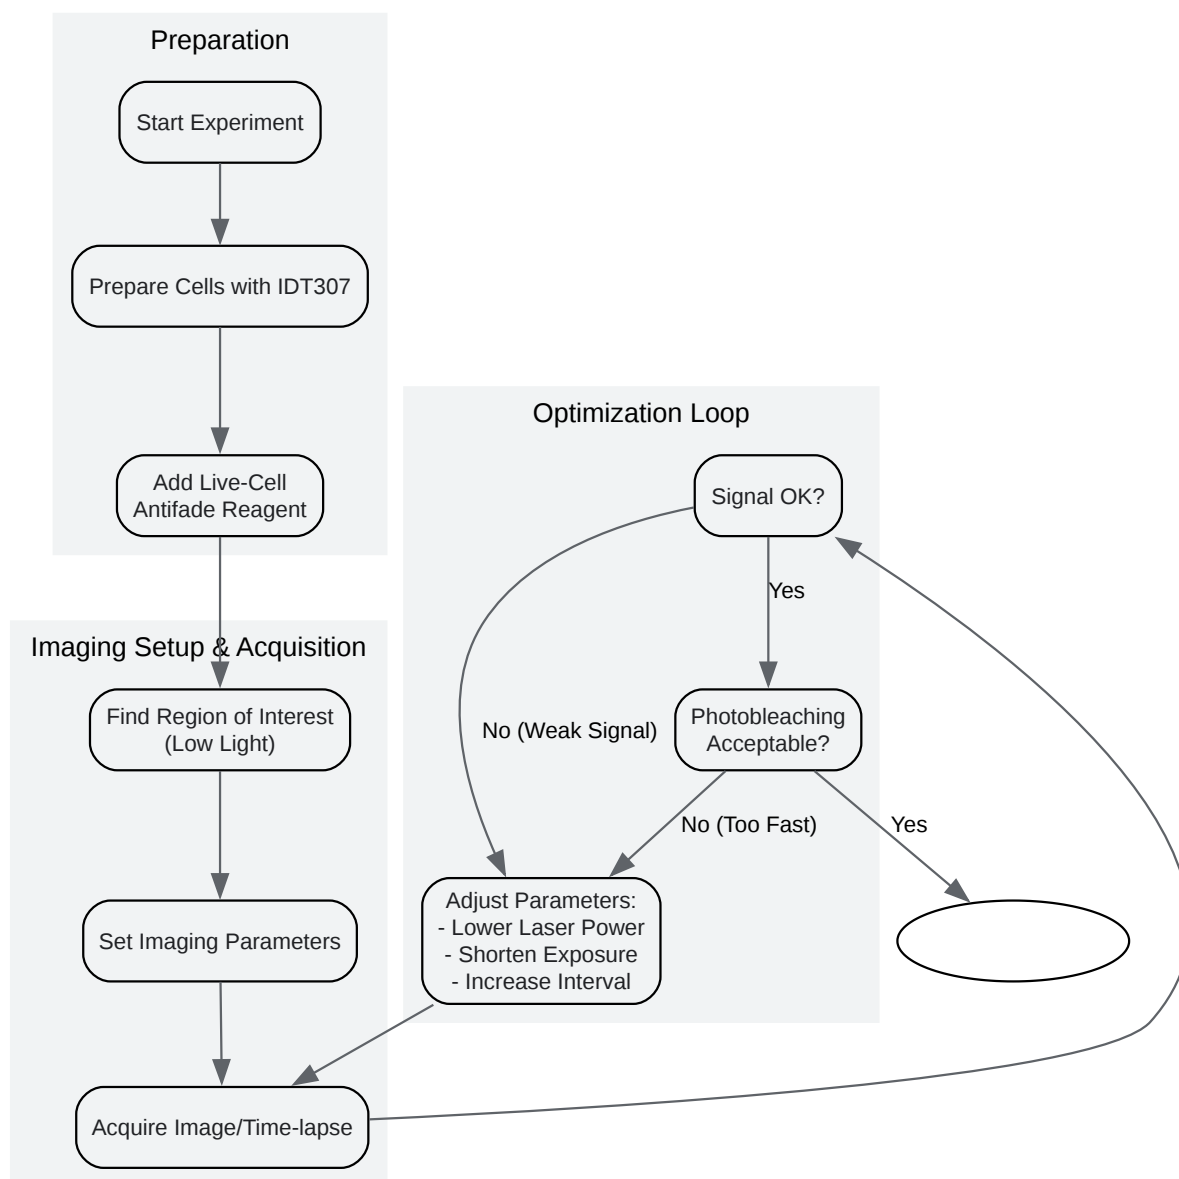 Preparation
Start Experiment
Prepare Cells with IDT307
Add Live-Cell
Antifade Reagent
Imaging Setup & Acquisition
Find Region of Interest
(Low Light)
Set Imaging Parameters
Acquire Image/Time-lapse
Optimization Loop
Signal OK?
Yes
No (Weak Signal)
Photobleaching
Acceptable?
No (Too Fast)
Yes
Adjust Parameters:
- Lower Laser Power
- Shorten Exposure
- Increase Interval